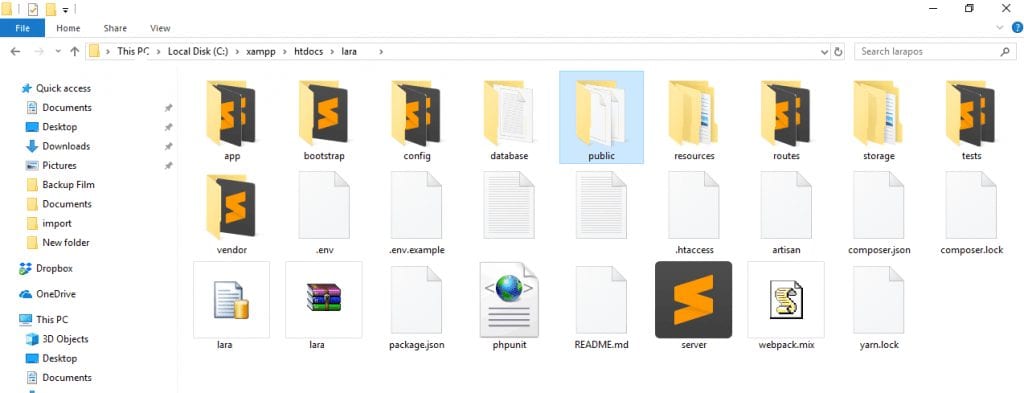 File Home Share View
This PC Local Disk (C:) xampp htdocs lara
Search larapos
Quick access
Documents
Desktop
Downloads
Pictures
Backup Film
Documents
import
New folder
Dropbox
OneDrive
This PC
3D Objects
Desktop
Documents
app bootstrap config database public resources routes storage tests
vendor .env .env.example .htaccess artisan composer.json composer.lock
lara lara package.json phpunit README.md server webpack.mix yarn.lock